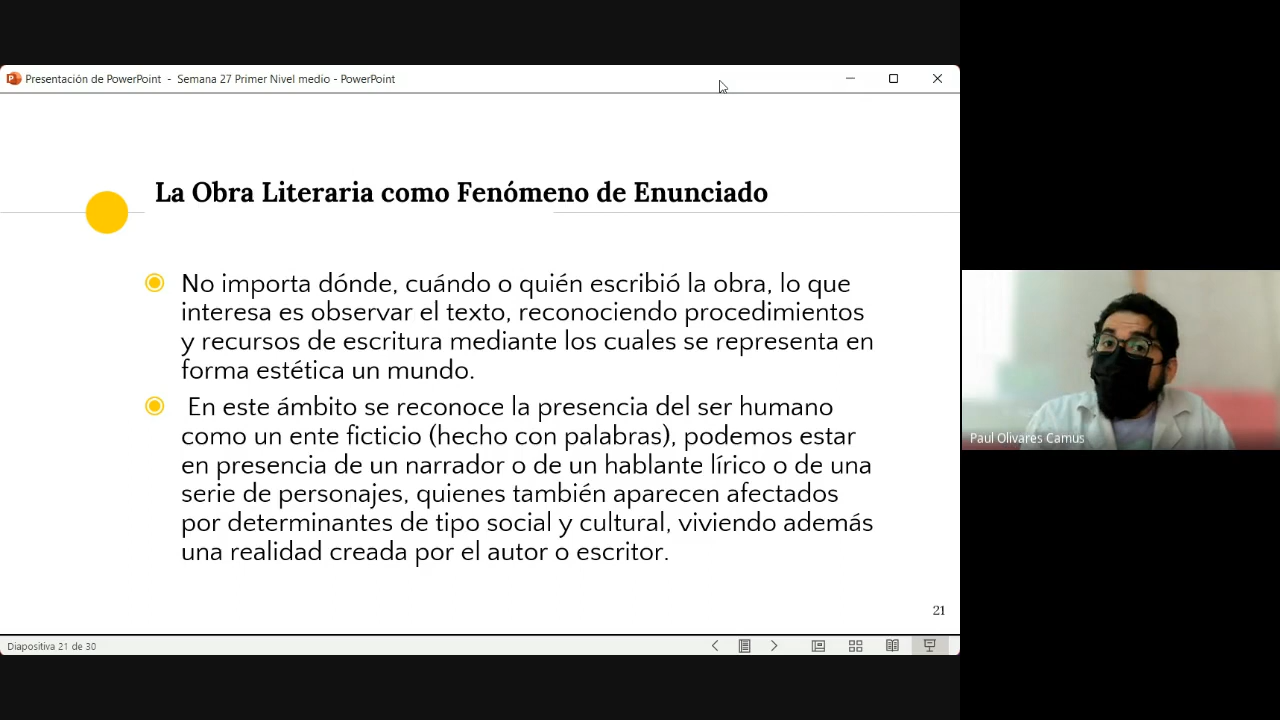 Presentación de PowerPoint - Semana 27 Primer Nivel medio - PowerPoint
La Obra Literaria como Fenómeno de Enunciado
No importa dónde, cuándo o quién escribió la obra, lo que
interesa es observar el texto, reconociendo procedimientos
y recursos de escritura mediante los cuales se representa en
forma estética un mundo.
En este ámbito se reconoce la presencia del ser humano
como un ente ficticio (hecho con palabras), podemos estar
en presencia de un narrador o de un hablante lírico o de una
serie de personajes, quienes también aparecen afectados
por determinantes de tipo social y cultural, viviendo además
una realidad creada por el autor o escritor.
21
Diapositiva 21 de 30
Paul Olivares Camus